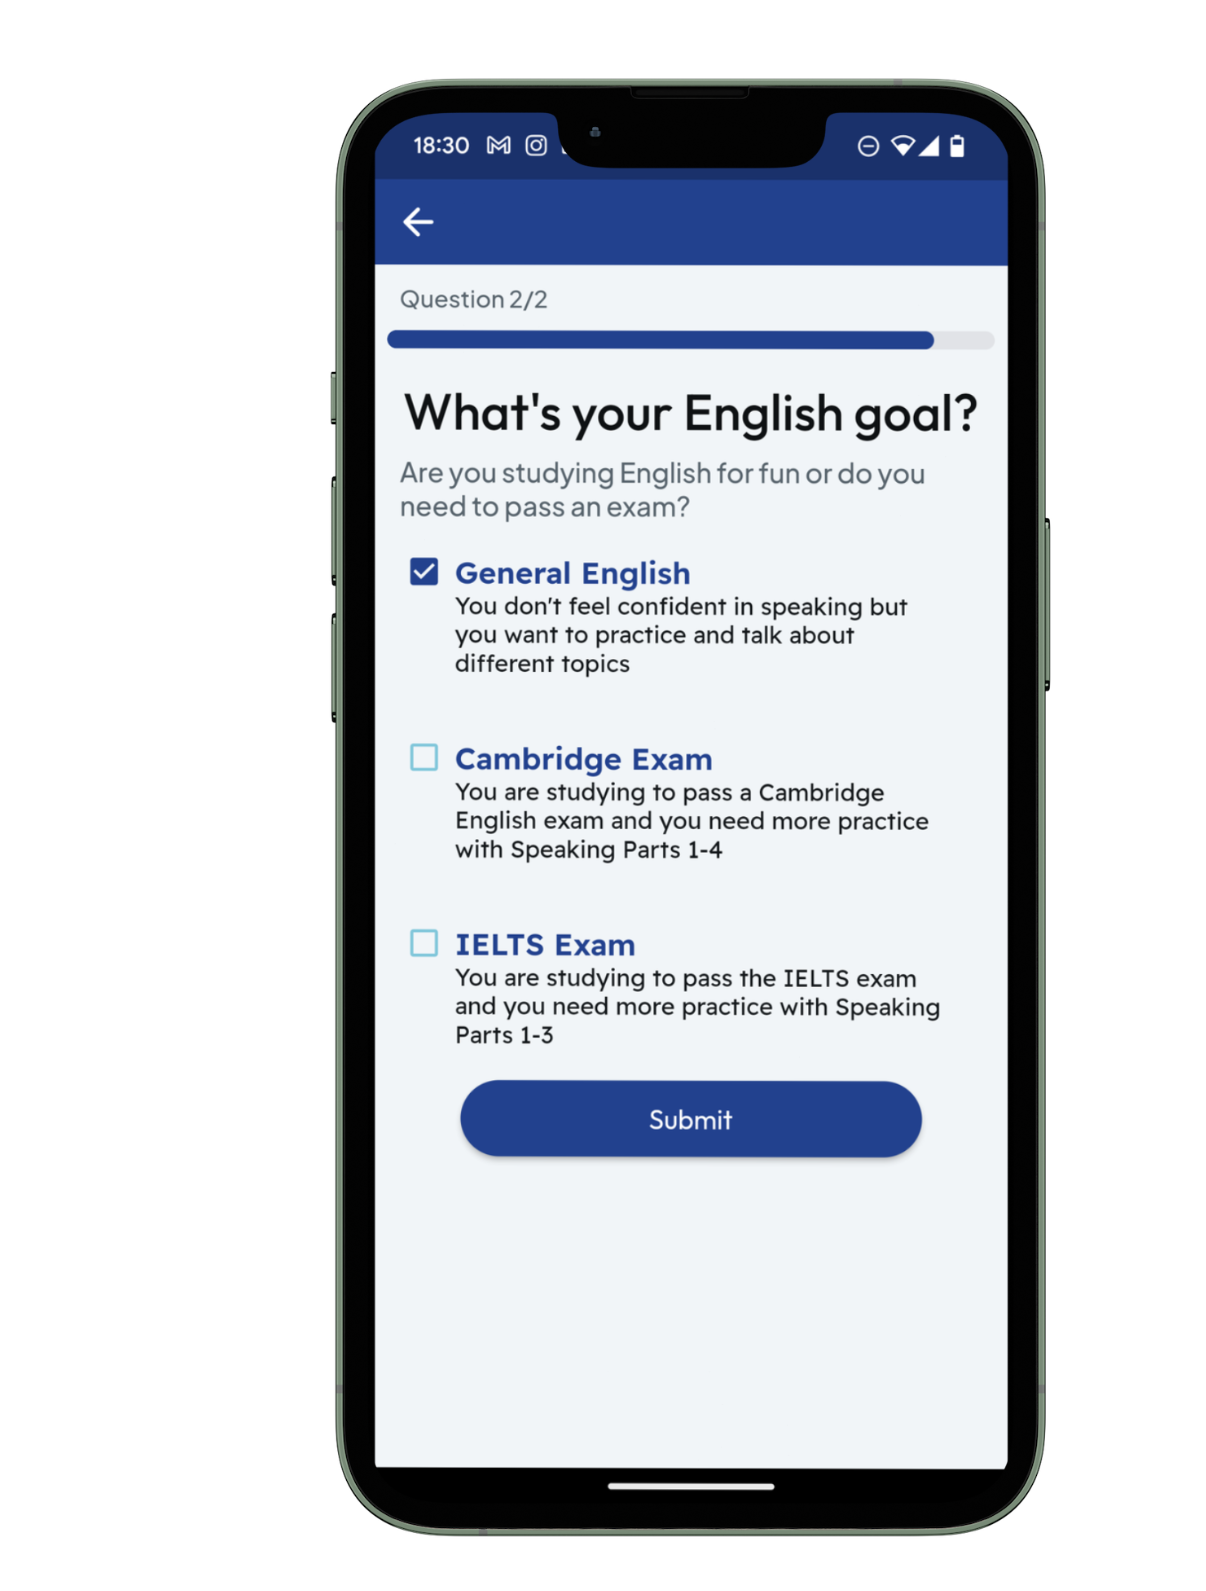 18:30
Question 2/2
What's your English goal?
Are you studying English for fun or do you
need to pass an exam?
General English
You don't feel confident in speaking but
you want to practice and talk about
different topics
Cambridge Exam
You are studying to pass a Cambridge
English exam and you need more practice
with Speaking Parts 1-4
IELTS Exam
You are studying to pass the IELTS exam
and you need more practice with Speaking
Parts 1-3
Submit